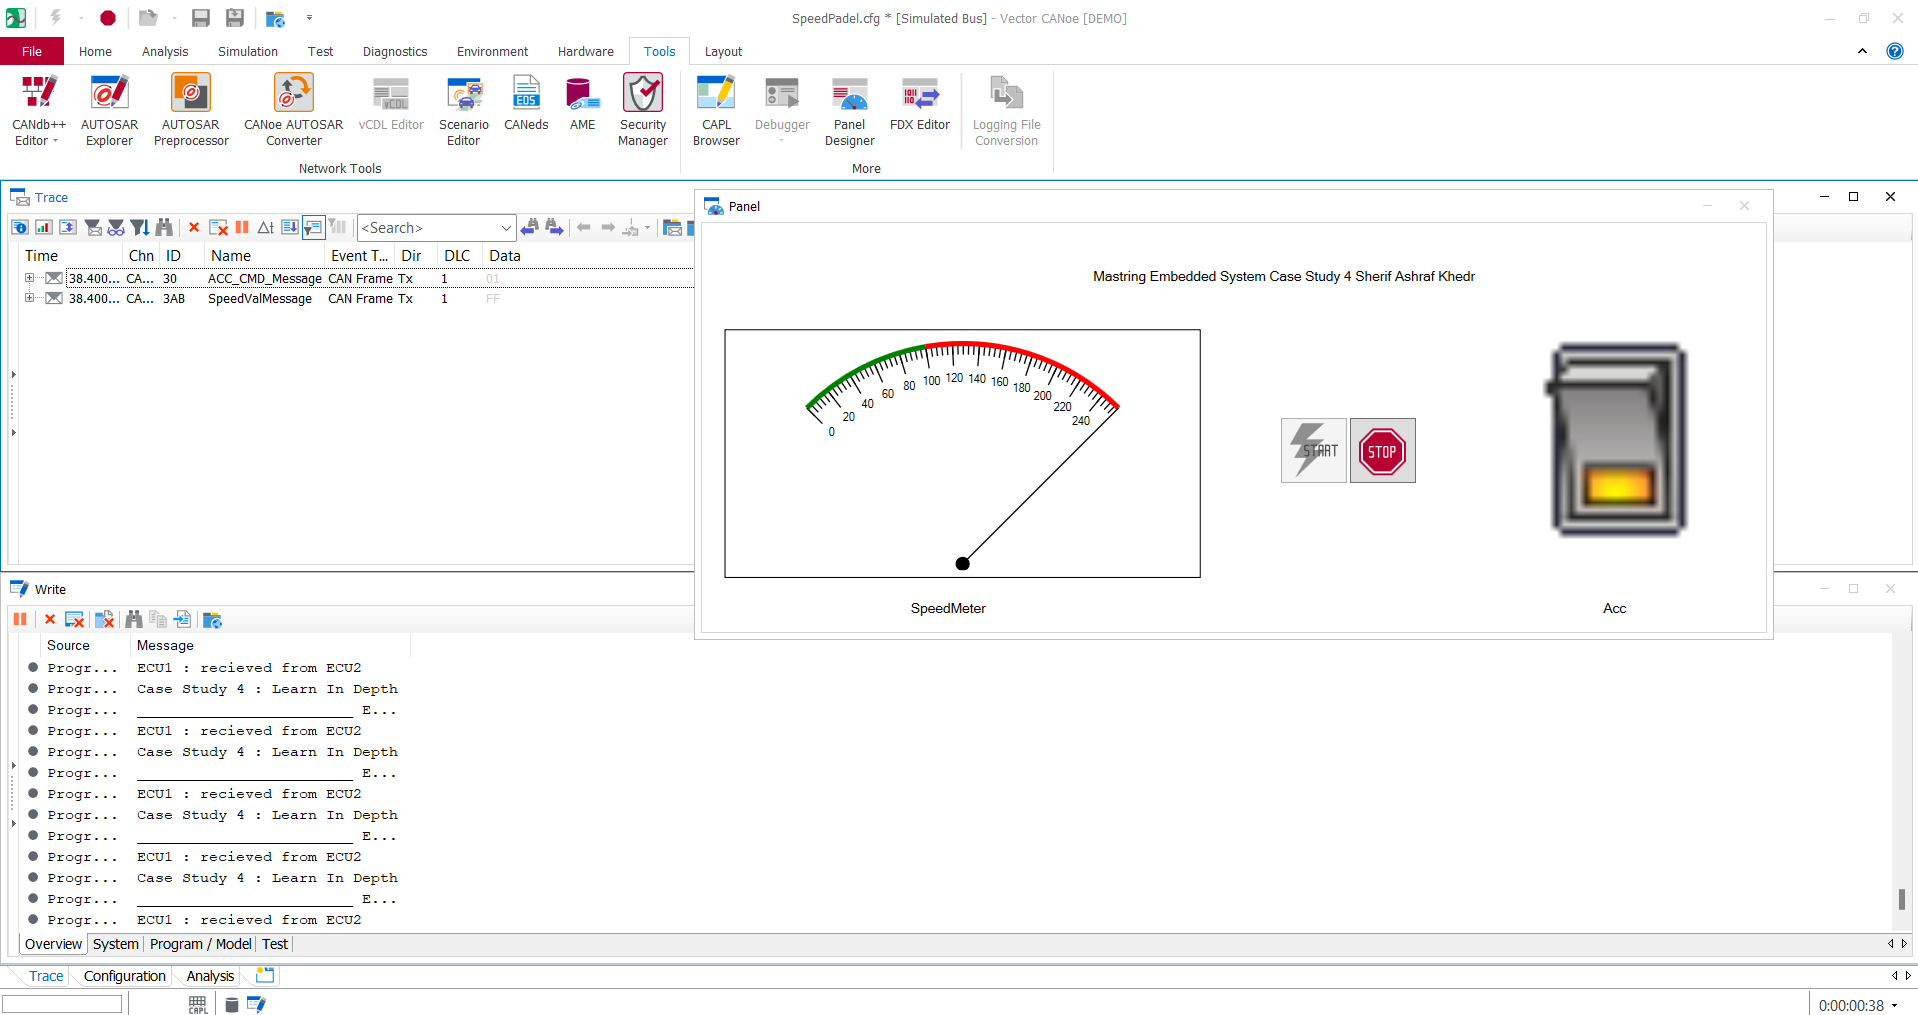 SpeedPadel.cfg * [Simulated Bus] - Vector CANoe [DEMO]
File Home Analysis Simulation Test Diagnostics Environment Hardware Tools Layout
CANdb++ Editor
AUTOSAR Explorer
AUTOSAR Preprocessor
CANoe AUTOSAR Converter
vCDL
vCDL Editor
Scenario Editor
EDS
CANeds
AME
Security Manager
CAPL Browser
Debugger
Panel Designer
FDX Editor
Logging File Conversion
Network Tools
More
Trace
<Search>
Time Chn ID Name Event T... Dir DLC Data
38.400... CA... 30 ACC_CMD_Message CAN Frame Tx 1 01
38.400... CA... 3AB SpeedValMessage CAN Frame Tx 1 FF
Panel
Mastring Embedded System Case Study 4 Sherif Ashraf Khedr
0 20 40 60 80 100 120 140 160 180 200 220 240
START
STOP
SpeedMeter
Acc
Write
Source Message
Progr... ECU1 : recieved from ECU2
Progr... Case Study 4 : Learn In Depth
Progr... ________________________ E...
Progr... ECU1 : recieved from ECU2
Progr... Case Study 4 : Learn In Depth
Progr... ________________________ E...
Progr... ECU1 : recieved from ECU2
Progr... Case Study 4 : Learn In Depth
Progr... ________________________ E...
Progr... ECU1 : recieved from ECU2
Progr... Case Study 4 : Learn In Depth
Progr... ________________________ E...
Progr... ECU1 : recieved from ECU2
Overview System Program / Model Test
Trace Configuration Analysis
CAPL
0:00:00:38